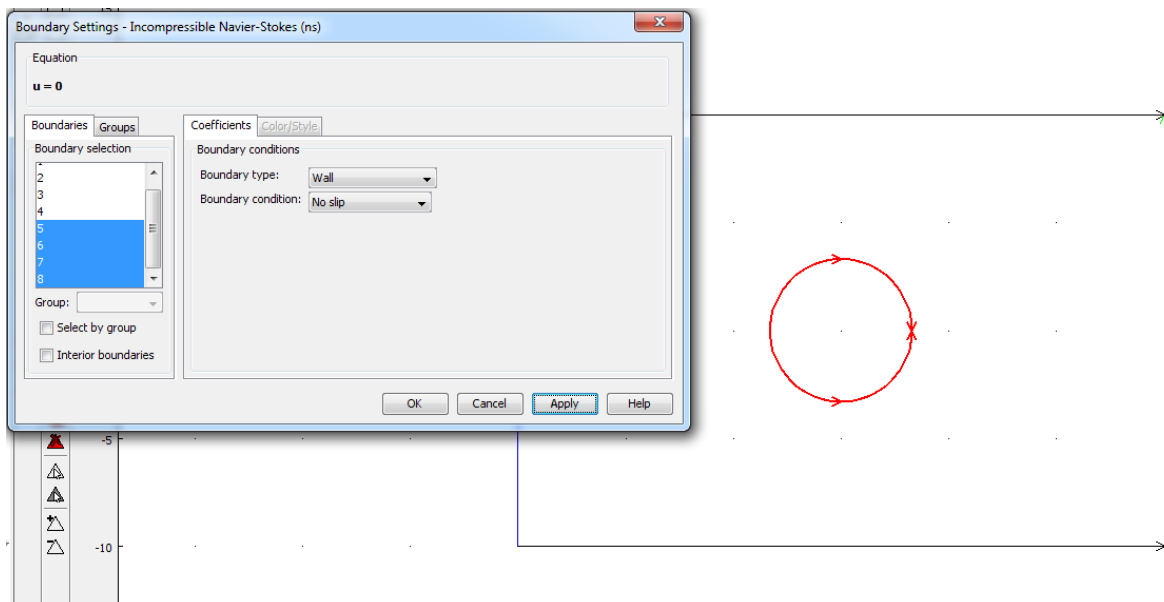 Boundary Settings - Incompressible Navier-Stokes (ns)
Equation
u = 0
Boundaries Groups
Coefficients Color/Style
Boundary selection
2
3
4
5
6
7
8
Group:
Select by group
Interior boundaries
Boundary conditions
Boundary type: Wall
Boundary condition: No slip
OK Cancel Apply Help
-5
-10